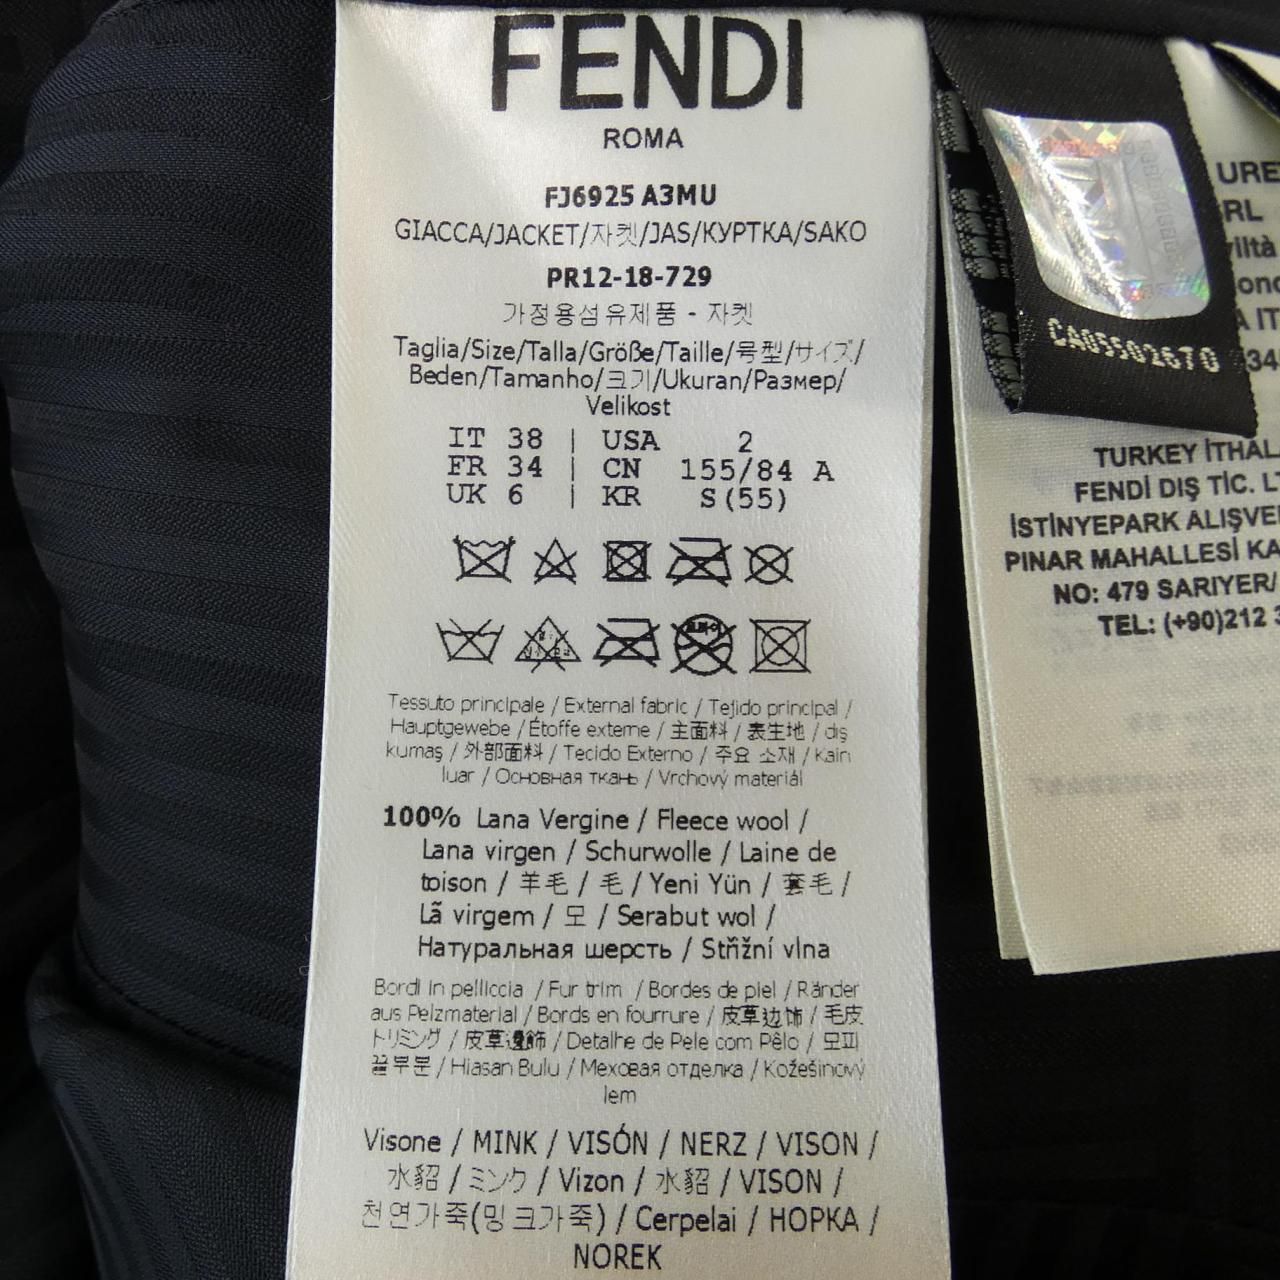 FENDI
ROMA
FJ6925 A3MU
GIACCA/JACKET/자켓/JAS/КУРТКА/SAKO
PR12-18-729
가정용섬유제품 - 자켓
Taglia/Size/Talla/Größe/Taille/号型/サイズ/
Beden/Tamanho/크기/Ukuran/Размер/
Velikost
IT 38 | USA 2
FR 34 | CN 155/84 A
UK 6 | KR S(55)
Tessuto principale / External fabric / Tejido principal /
Hauptgewebe / Étoffe externe / 主面料 / 表生地 / dış
kumaş / 外部面料 / Tecido Externo / 주요 소재 / Kain
luar / Основная ткань / Vrchový materiál
100% Lana Vergine / Fleece wool /
Lana virgen / Schurwolle / Laine de
toison / 羊毛 / 毛 / Yeni Yün / 套毛 /
Lã virgem / 모 / Serabut wol /
Натуральная шерсть / Střižní vlna
Bordi in pelliccia / Fur trim / Bordes de piel / Ränder
aus Pelzmaterial / Bords en fourrure / 皮草边饰 / 毛皮
トリミング / 皮草邊飾 / Detalhe de Pele com Pêlo / 모피
끝부분 / Hiasan Bulu / Меховая отделка / Kožešinový
lem
Visone / MINK / VISÓN / NERZ / VISON /
水貂 / ミンク / Vizon / 水貂 / VISON /
천연가죽(밍크가죽) / Cerpelai / НОРКА /
NOREK
CA05502670
URE
RL
A IT
TURKEY İTHAL
FENDİ DIŞ TİC. LT
İSTİNYEPARK ALIŞVE
PINAR MAHALLESİ KA
NO: 479 SARIYER/
TEL: (+90)212 3